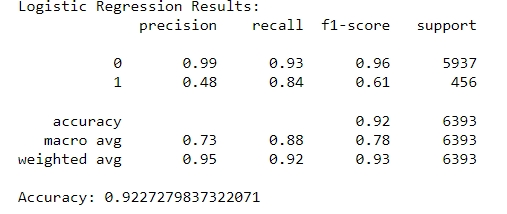 Logistic Regression Results:
precision recall f1-score support
0 0.99 0.93 0.96 5937
1 0.48 0.84 0.61 456
accuracy 0.92 6393
macro avg 0.73 0.88 0.78 6393
weighted avg 0.95 0.92 0.93 6393
Accuracy: 0.9227279837322071